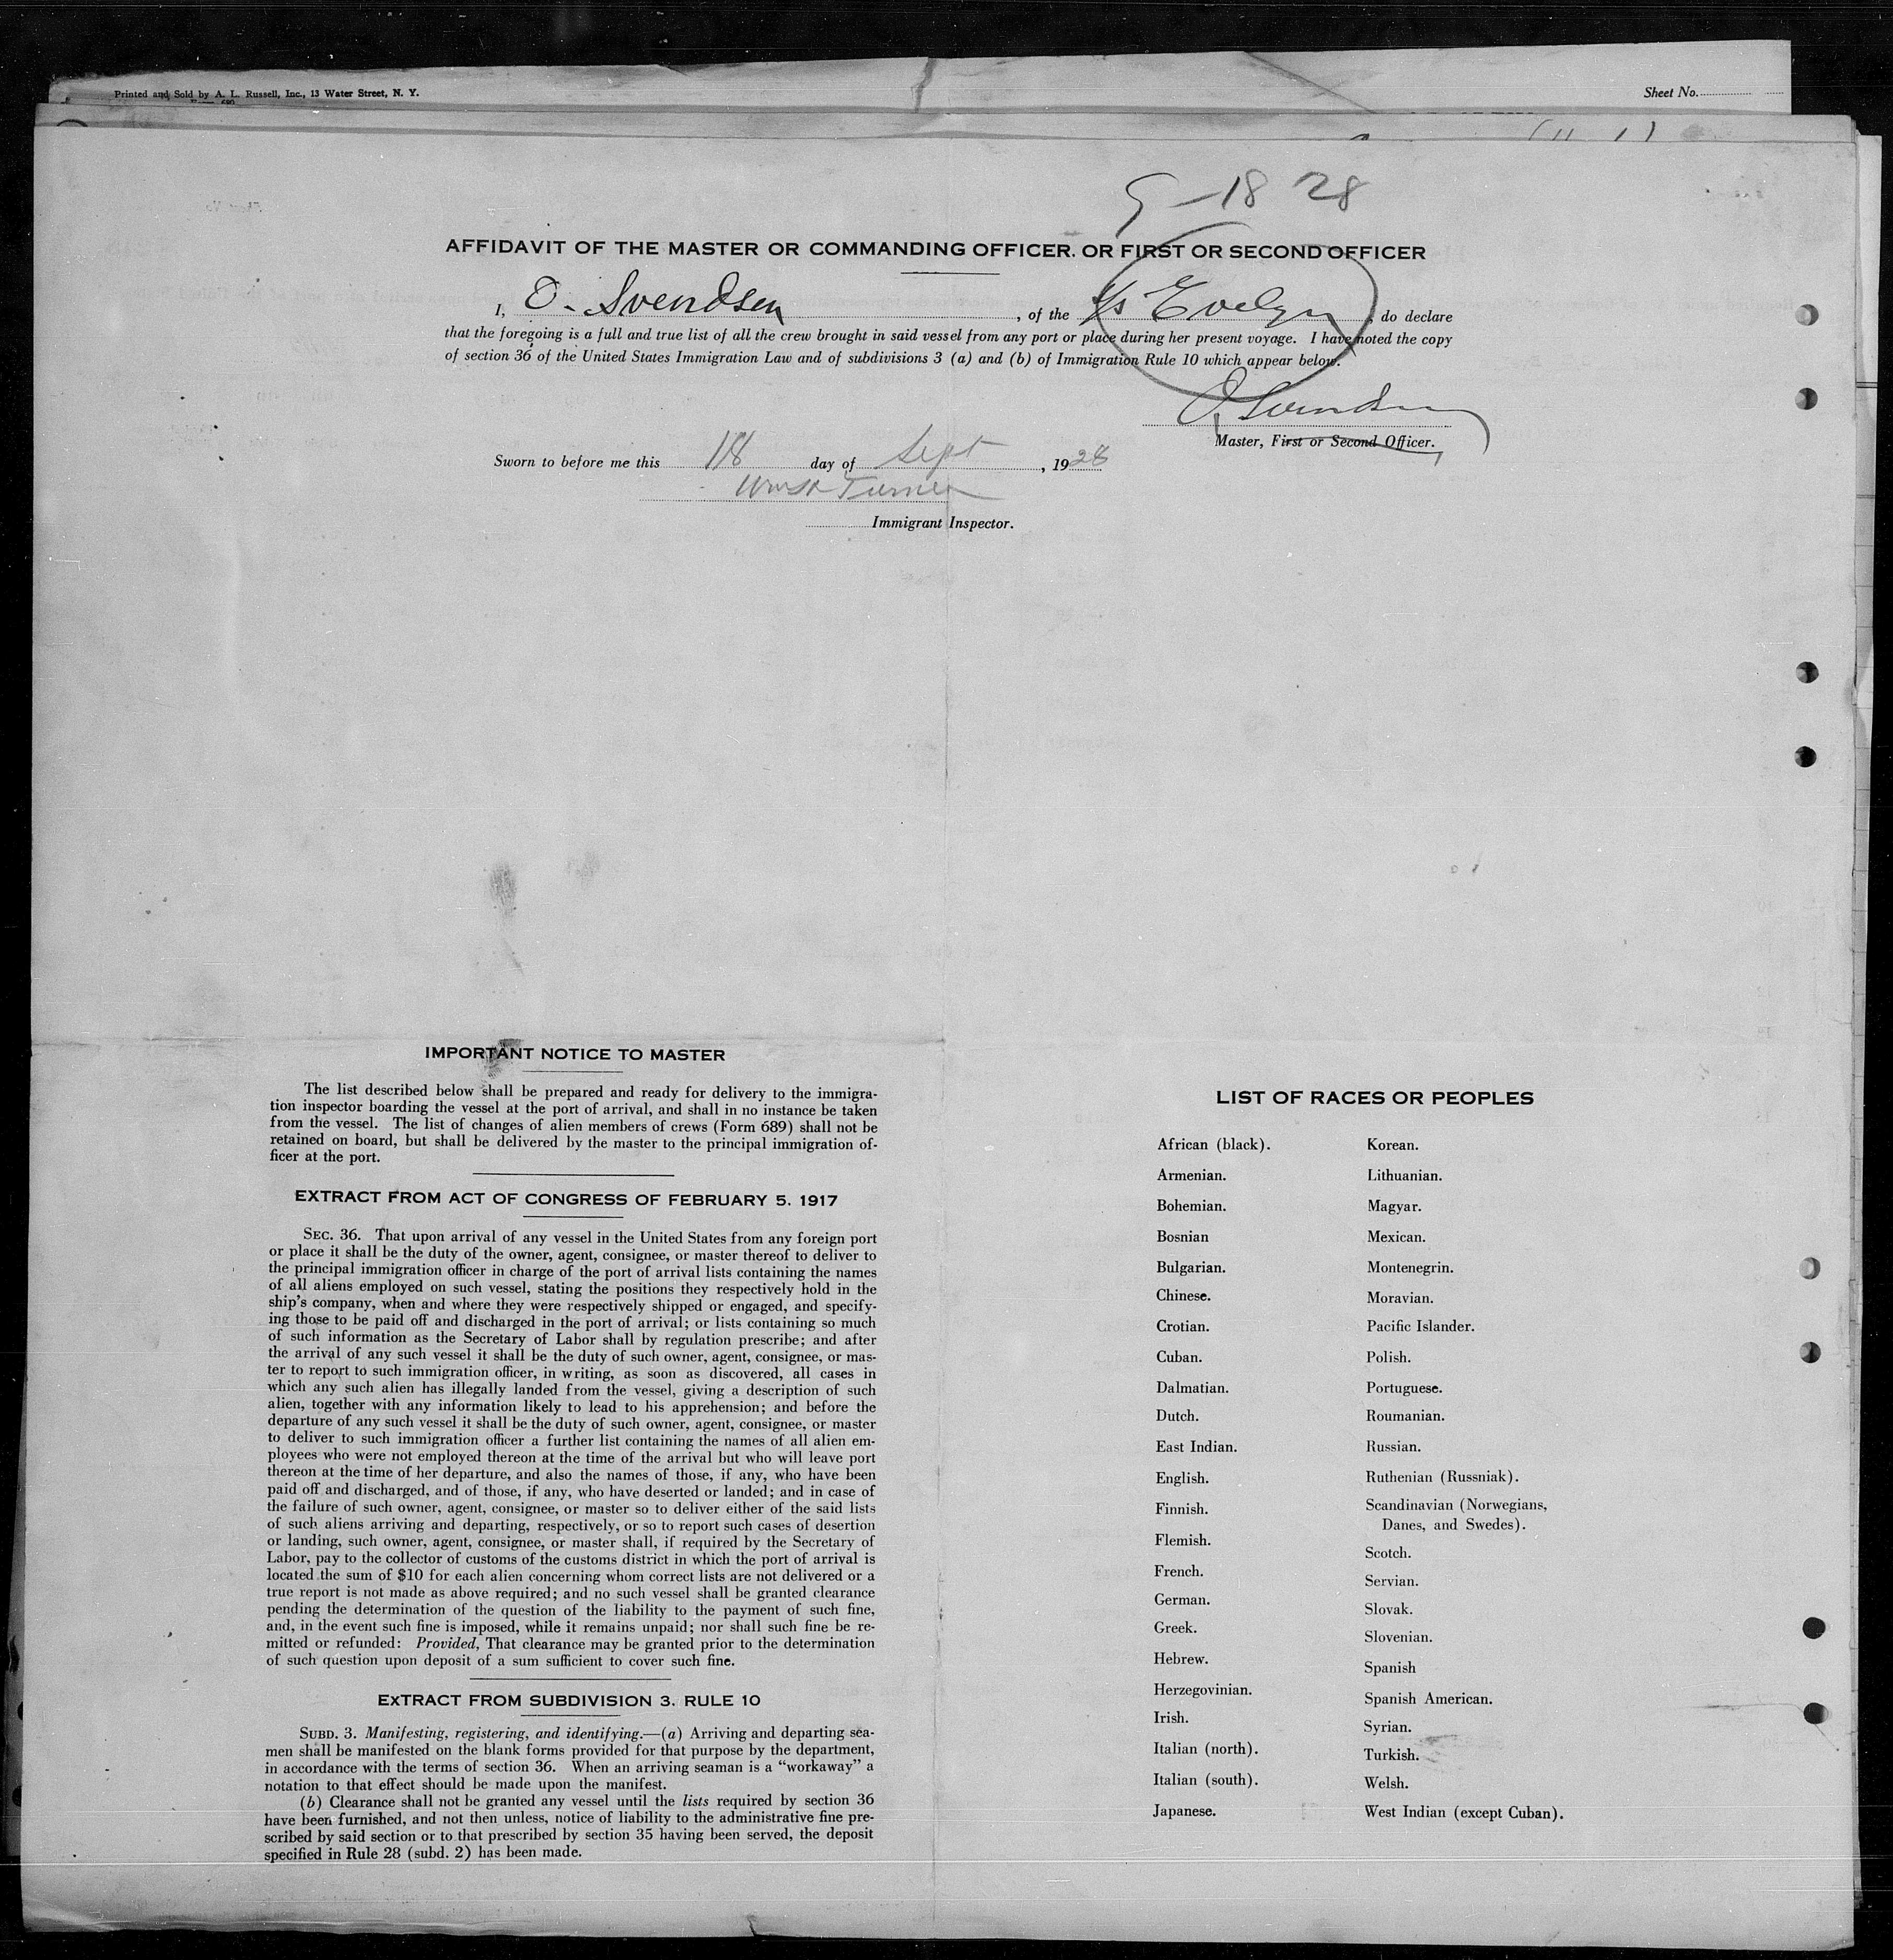 Printed and Sold by A. L. Russell, Inc., 13 Water Street, N. Y.
Sheet No.
9-18 28
AFFIDAVIT OF THE MASTER OR COMMANDING OFFICER. OR FIRST OR SECOND OFFICER
I, O. Svendsen, of the S/s Evelyn, do declare
that the foregoing is a full and true list of all the crew brought in said vessel from any port or place during her present voyage. I have noted the copy
of section 36 of the United States Immigration Law and of subdivisions 3 (a) and (b) of Immigration Rule 10 which appear below.
O. Svendsen
Master, First or Second Officer.
Sworn to before me this 18 day of Sept, 1928
Turner
Immigrant Inspector.
IMPORTANT NOTICE TO MASTER
The list described below shall be prepared and ready for delivery to the immigra-
tion inspector boarding the vessel at the port of arrival, and shall in no instance be taken
from the vessel. The list of changes of alien members of crews (Form 689) shall not be
retained on board, but shall be delivered by the master to the principal immigration of-
ficer at the port.
EXTRACT FROM ACT OF CONGRESS OF FEBRUARY 5. 1917
SEC. 36. That upon arrival of any vessel in the United States from any foreign port
or place it shall be the duty of the owner, agent, consignee, or master thereof to deliver to
the principal immigration officer in charge of the port of arrival lists containing the names
of all aliens employed on such vessel, stating the positions they respectively hold in the
ship's company, when and where they were respectively shipped or engaged, and specify-
ing those to be paid off and discharged in the port of arrival; or lists containing so much
of such information as the Secretary of Labor shall by regulation prescribe; and after
the arrival of any such vessel it shall be the duty of such owner, agent, consignee, or mas-
ter to report to such immigration officer, in writing, as soon as discovered, all cases in
which any such alien has illegally landed from the vessel, giving a description of such
alien, together with any information likely to lead to his apprehension; and before the
departure of any such vessel it shall be the duty of such owner, agent, consignee, or master
to deliver to such immigration officer a further list containing the names of all alien em-
ployees who were not employed thereon at the time of the arrival but who will leave port
thereon at the time of her departure, and also the names of those, if any, who have been
paid off and discharged, and of those, if any, who have deserted or landed; and in case of
the failure of such owner, agent, consignee, or master so to deliver either of the said lists
of such aliens arriving and departing, respectively, or so to report such cases of desertion
or landing, such owner, agent, consignee, or master shall, if required by the Secretary of
Labor, pay to the collector of customs of the customs district in which the port of arrival is
located the sum of $10 for each alien concerning whom correct lists are not delivered or a
true report is not made as above required; and no such vessel shall be granted clearance
pending the determination of the question of the liability to the payment of such fine,
and, in the event such fine is imposed, while it remains unpaid; nor shall such fine be re-
mitted or refunded: Provided, That clearance may be granted prior to the determination
of such question upon deposit of a sum sufficient to cover such fine.
EXTRACT FROM SUBDIVISION 3. RULE 10
SUBD. 3. Manifesting, registering, and identifying.—(a) Arriving and departing sea-
men shall be manifested on the blank forms provided for that purpose by the department,
in accordance with the terms of section 36. When an arriving seaman is a "workaway" a
notation to that effect should be made upon the manifest.
(b) Clearance shall not be granted any vessel until the lists required by section 36
have been furnished, and not then unless, notice of liability to the administrative fine pre-
scribed by said section or to that prescribed by section 35 having been served, the deposit
specified in Rule 28 (subd. 2) has been made.
LIST OF RACES OR PEOPLES
African (black).
Armenian.
Bohemian.
Bosnian
Bulgarian.
Chinese.
Crotian.
Cuban.
Dalmatian.
Dutch.
East Indian.
English.
Finnish.
Flemish.
French.
German.
Greek.
Hebrew.
Herzegovinian.
Irish.
Italian (north).
Italian (south).
Japanese.
Korean.
Lithuanian.
Magyar.
Mexican.
Montenegrin.
Moravian.
Pacific Islander.
Polish.
Portuguese.
Roumanian.
Russian.
Ruthenian (Russniak).
Scandinavian (Norwegians,
Danes, and Swedes).
Scotch.
Servian.
Slovak.
Slovenian.
Spanish
Spanish American.
Syrian.
Turkish.
Welsh.
West Indian (except Cuban).